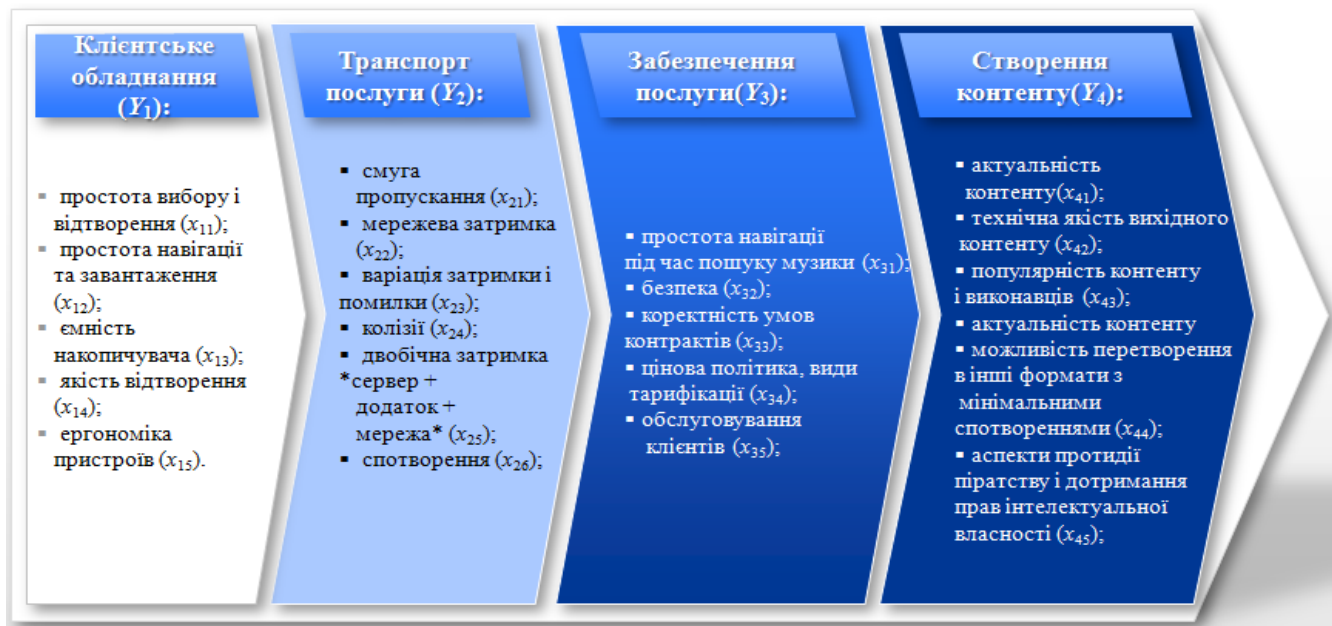 Клієнтське
обладнання
(Y₁):
простота вибору і
відтворення (x₁₁);
простота навігації
та завантаження
(x₁₂);
ємність
накопичувача (x₁₃);
якість відтворення
(x₁₄);
ергономіка
пристроїв (x₁₅).
Транспорт
послуги (Y₂):
смуга
пропускання (x₂₁);
мережева затримка
(x₂₂);
варіація затримки і
помилки (x₂₃);
колізії (x₂₄);
двобічна затримка
*сервер +
додаток +
мережа* (x₂₅);
спотворення (x₂₆);
Забезпечення
послуги(Y₃):
простота навігації
під час пошуку музики (x₃₁);
безпека (x₃₂);
коректність умов
контрактів (x₃₃);
цінова політика, види
тарифікації (x₃₄);
обслуговування
клієнтів (x₃₅);
Створення
контенту(Y₄):
актуальність
контенту(x₄₁);
технічна якість вихідного
контенту (x₄₂);
популярність контенту
і виконавців (x₄₃);
актуальність контенту
можливість перетворення
в інші формати з
мінімальними
спотвореннями (x₄₄);
аспекти протидії
піратству і дотримання
прав інтелектуальної
власності (x₄₅);